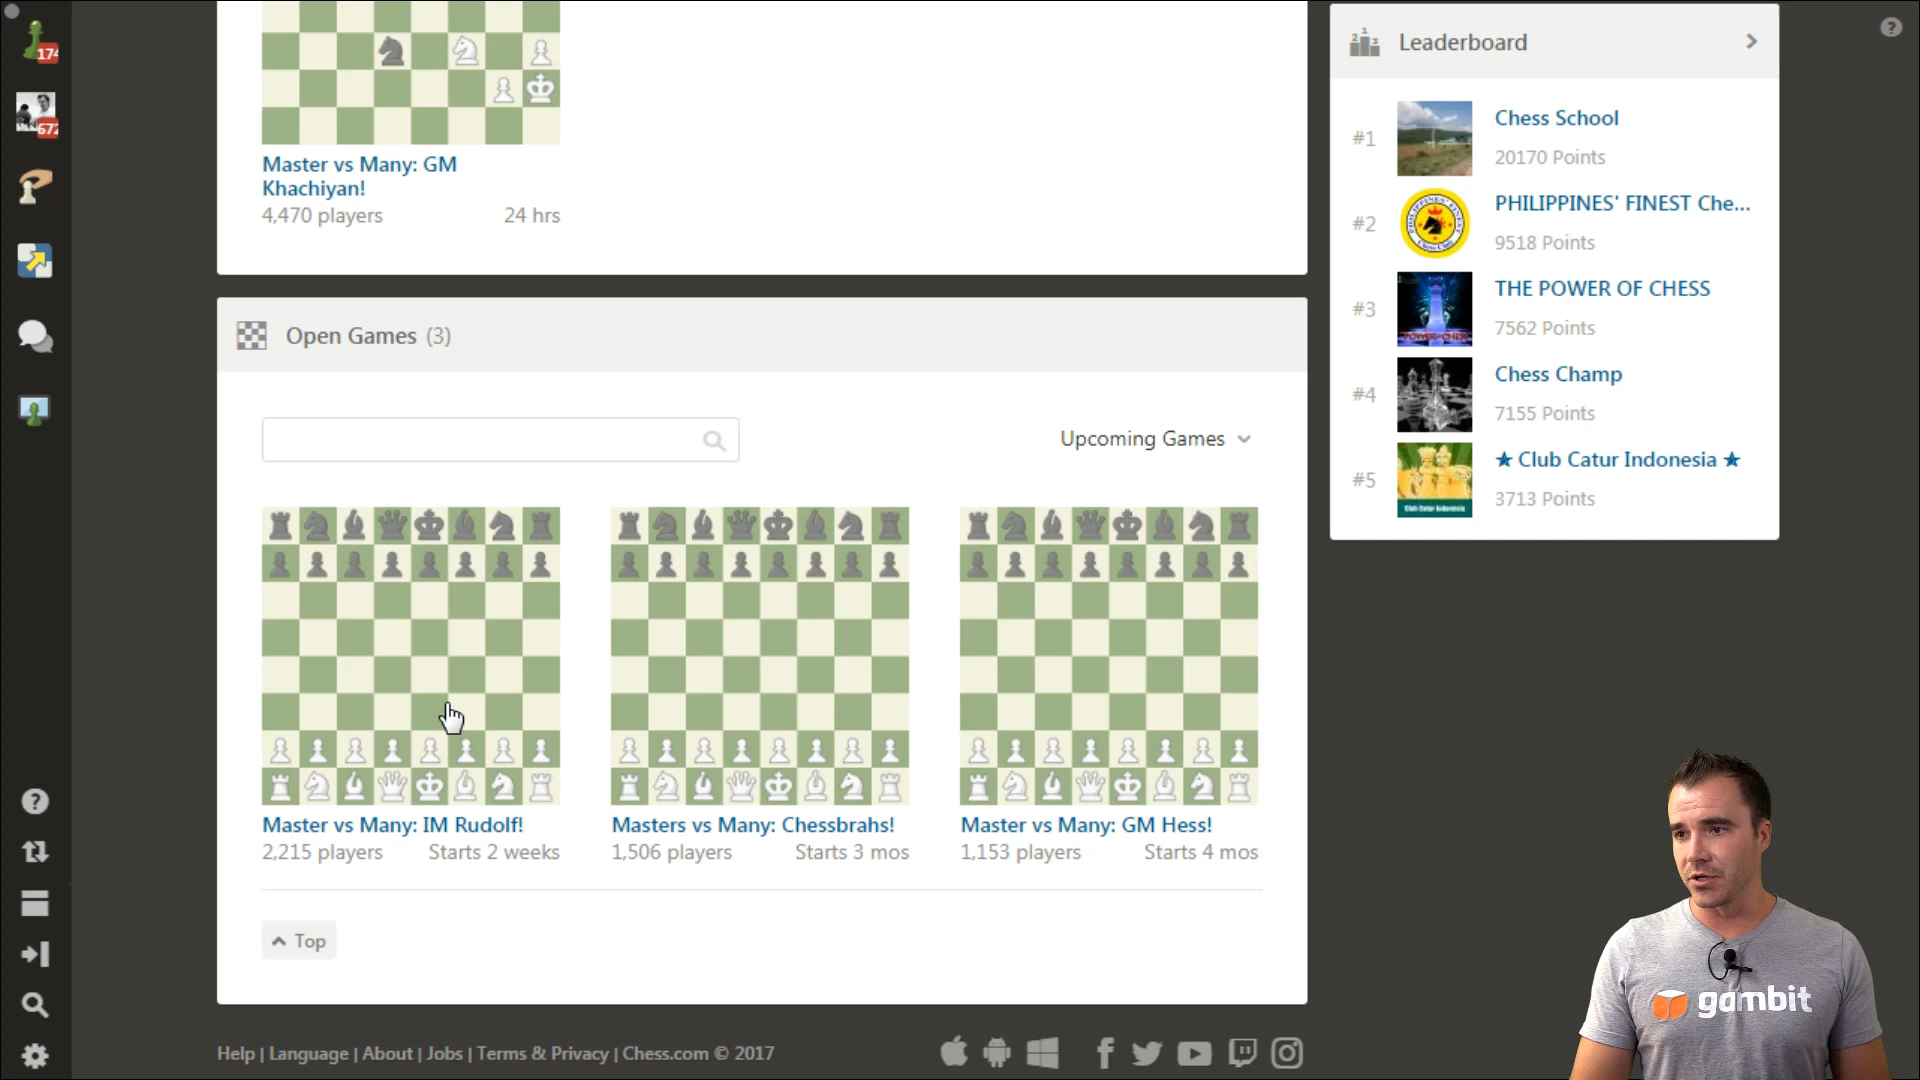 174
672
Master vs Many: GM
Khachiyan!
4,470 players 24 hrs
Open Games (3)
Upcoming Games
Master vs Many: IM Rudolf!
2,215 players Starts 2 weeks
Masters vs Many: Chessbrahs!
1,506 players Starts 3 mos
Master vs Many: GM Hess!
1,153 players Starts 4 mos
Top
Help | Language | About | Jobs | Terms & Privacy | Chess.com © 2017
Leaderboard
#1 Chess School
20170 Points
#2 PHILIPPINES' FINEST Che...
9518 Points
#3 THE POWER OF CHESS
7562 Points
#4 Chess Champ
7155 Points
#5 ★ Club Catur Indonesia ★
3713 Points
Club Catur Indonesia
gambit